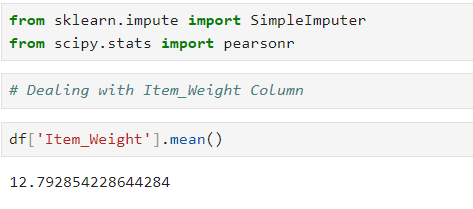 from sklearn.impute import SimpleImputer
from scipy.stats import pearsonr
# Dealing with Item_Weight Column
df['Item_Weight'].mean()
12.792854228644284